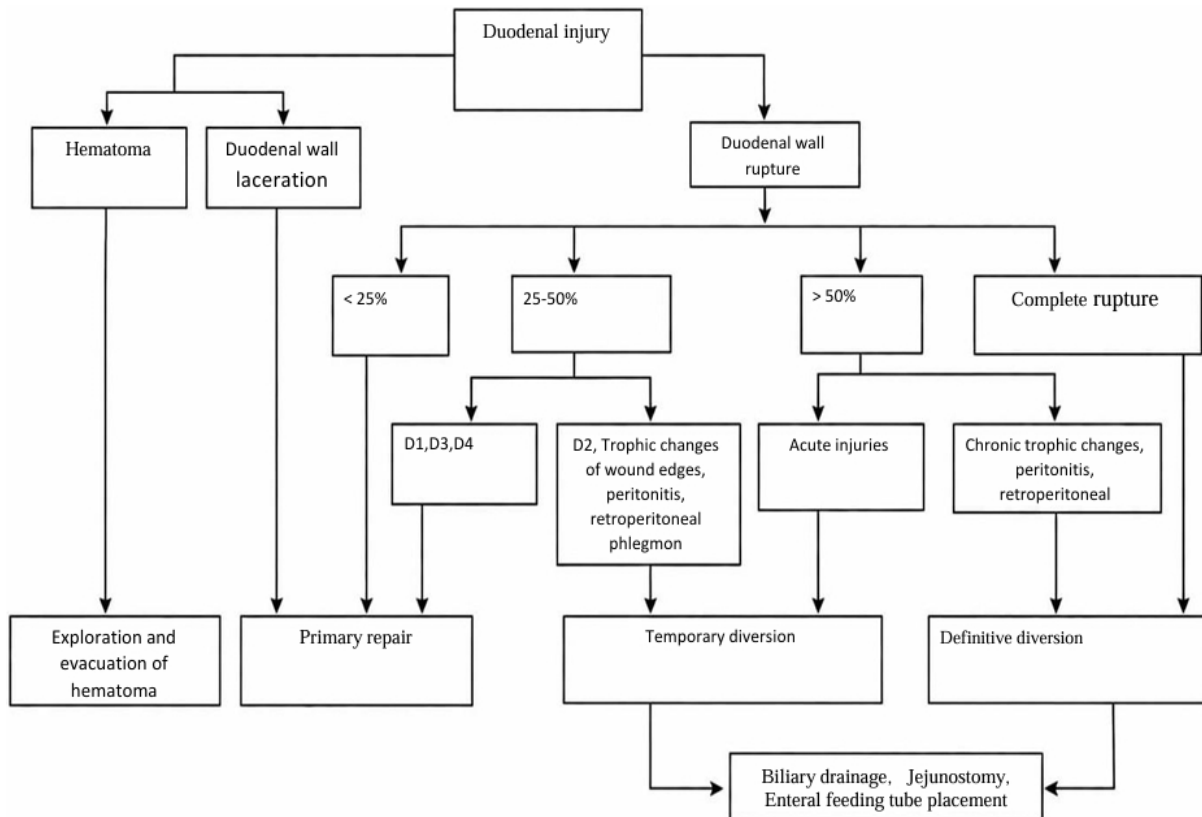 Duodenal injury
Hematoma
Duodenal wall
laceration
Duodenal wall
rupture
< 25%
25-50%
> 50%
Complete rupture
D1,D3,D4
D2, Trophic changes
of wound edges,
peritonitis,
retroperitoneal
phlegmon
Acute injuries
Chronic trophic changes,
peritonitis,
retroperitoneal
Exploration and
evacuation of
hematoma
Primary repair
Temporary diversion
Definitive diversion
Biliary drainage, Jejunostomy,
Enteral feeding tube placement